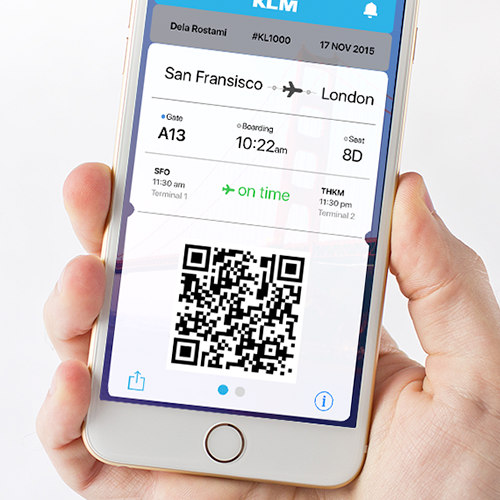 KLM
Dela Rostami #KL1000 17 NOV 2015
San Fransisco London
Gate Boarding Seat
A13 10:22am 8D
SFO on time THKM
11:30 am 11:30 pm
Terminal 1 Terminal 2